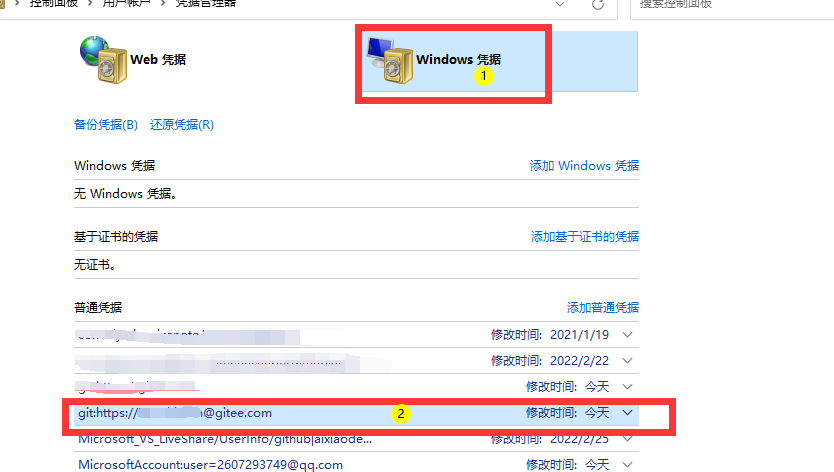 控制面板 用户帐户 凭据管理器
搜索控制面板
Web 凭据
Windows 凭据
1
备份凭据(B) 还原凭据(R)
Windows 凭据 添加 Windows 凭据
无 Windows 凭据。
基于证书的凭据 添加基于证书的凭据
无证书。
普通凭据 添加普通凭据
修改时间: 2021/1/19
修改时间: 2022/2/22
修改时间: 今天
git:https:// @gitee.com 2 修改时间: 今天
Microsoft_VS_LiveShare/UserInfo/github|aixiaode... 修改时间: 2022/2/25
MicrosoftAccount:user=2607293749@qq.com 修改时间: 今天